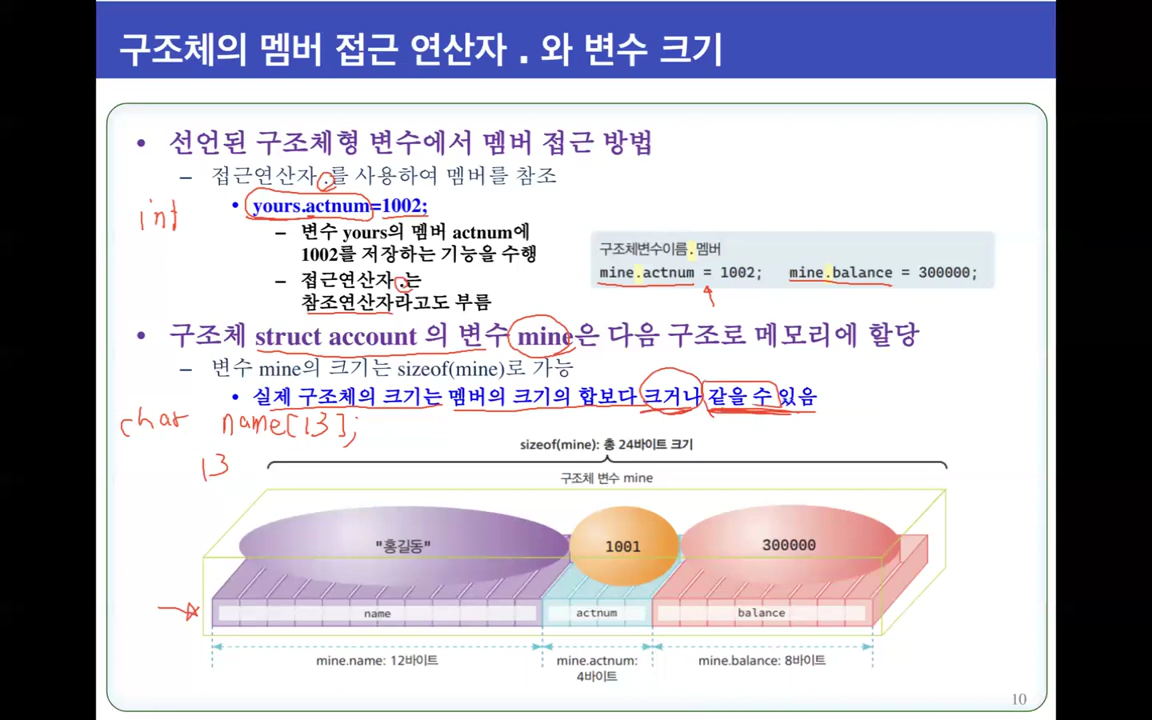 구조체의 멤버 접근 연산자 . 와 변수 크기
• 선언된 구조체형 변수에서 멤버 접근 방법
– 접근연산자 .를 사용하여 멤버를 참조
• yours.actnum=1002;
int
– 변수 yours의 멤버 actnum에
1002를 저장하는 기능을 수행
– 접근연산자 .는
참조연산자라고도 부름
구조체변수이름.멤버
mine.actnum = 1002; mine.balance = 300000;
• 구조체 struct account 의 변수 mine은 다음 구조로 메모리에 할당
– 변수 mine의 크기는 sizeof(mine)로 가능
• 실제 구조체의 크기는 멤버의 크기의 합보다 크거나 같을 수 있음
char name[13];
13
sizeof(mine): 총 24바이트 크기
구조체 변수 mine
"홍길동" 1001 300000
name actnum balance
mine.name: 12바이트 mine.actnum: mine.balance: 8바이트
4바이트
10